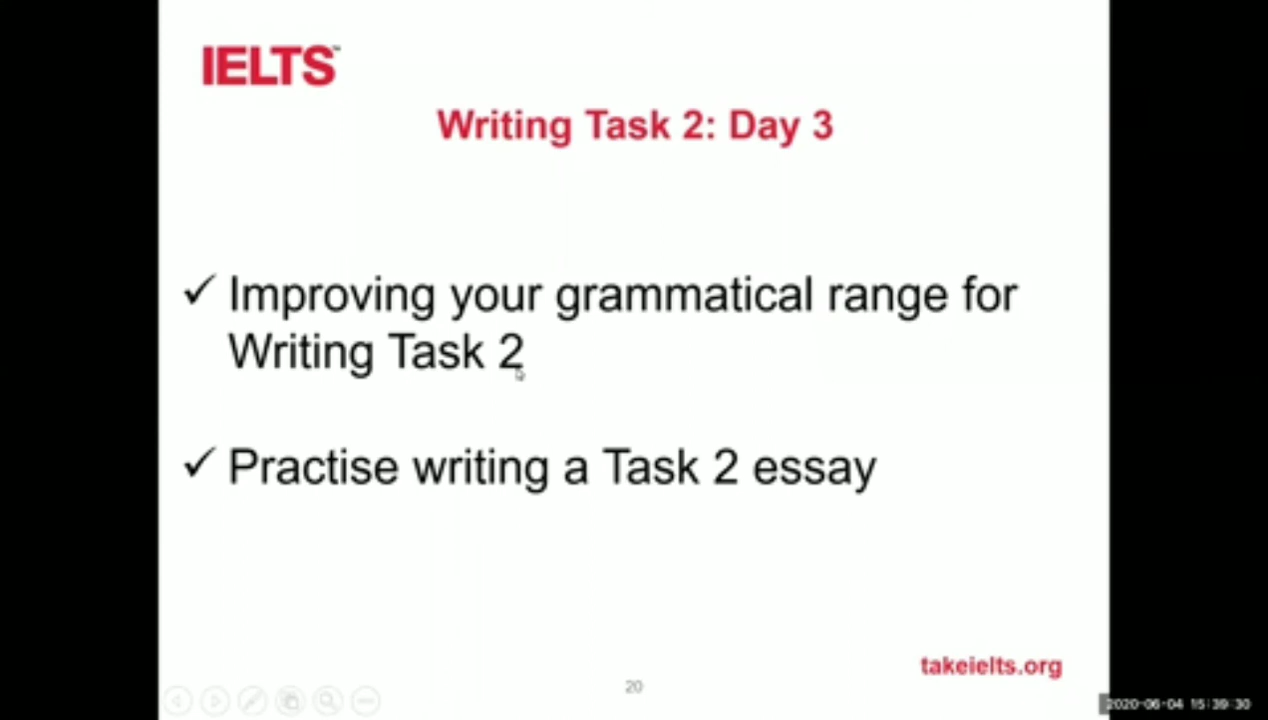 IELTS™
Writing Task 2: Day 3
✓ Improving your grammatical range for
Writing Task 2
✓ Practise writing a Task 2 essay
takeielts.org
20
2020-06-04 15:39:30